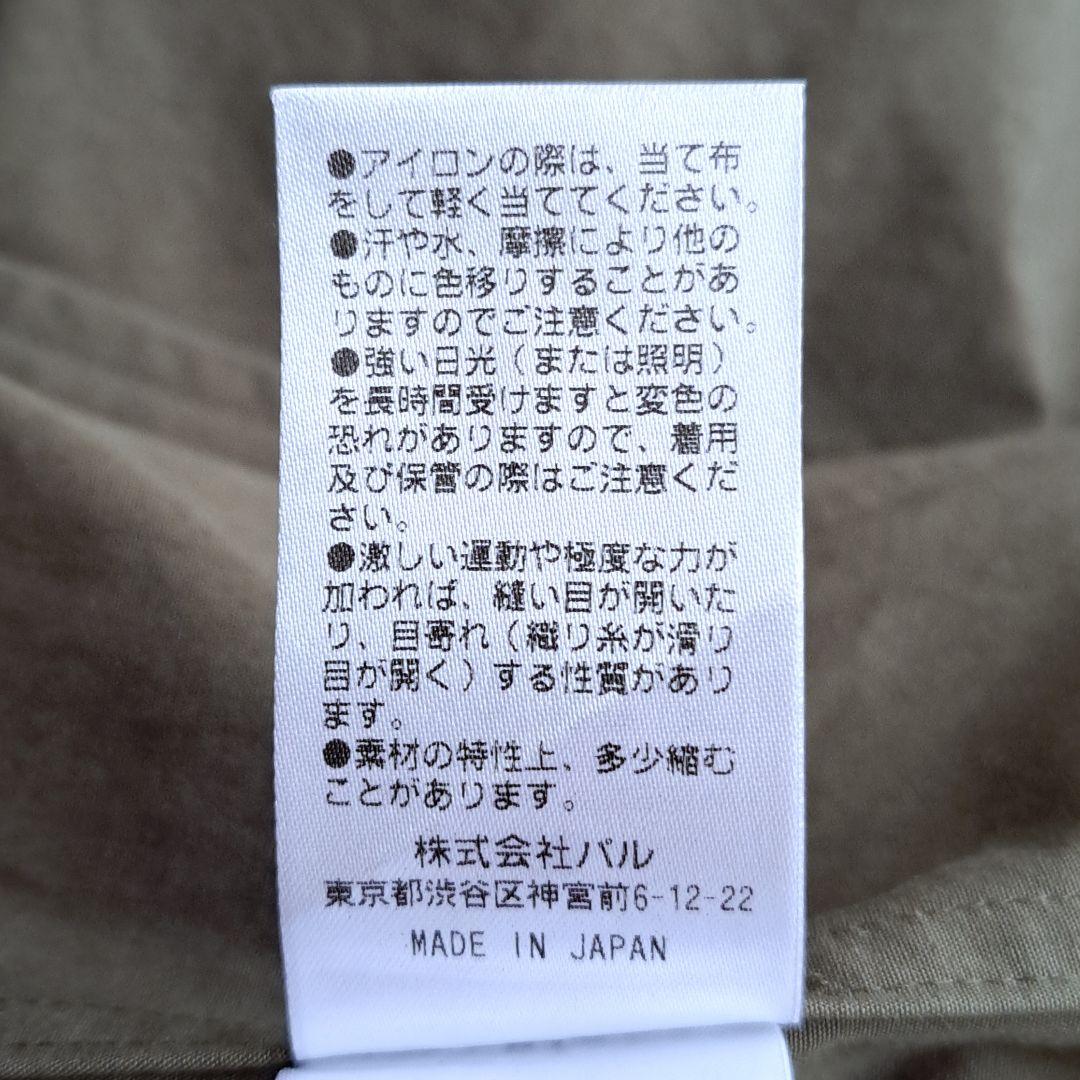 ●アイロンの際は、当て布
をして軽く当ててください。
●汗や水、摩擦により他の
ものに色移りすることがあ
りますのでご注意ください。
●強い日光(または照明)
を長時間受けますと変色の
恐れがありますので、着用
及び保管の際はご注意くだ
さい。
●激しい運動や極度な力が
加われば、縫い目が開いた
り、目寄れ(織り糸が滑り
目が開く)する性質があり
ます。
●素材の特性上、多少縮む
ことがあります。
株式会社パル
東京都渋谷区神宮前6-12-22
MADE IN JAPAN